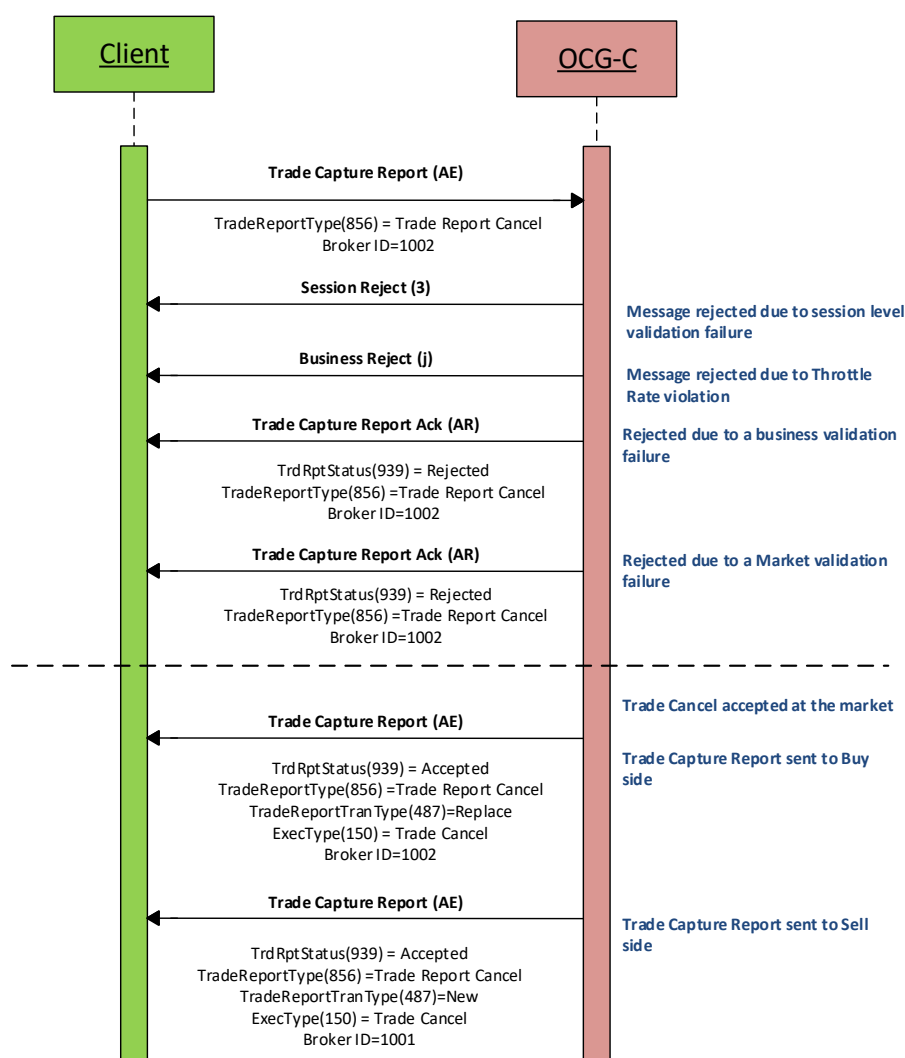 Client
OCG-C
Trade Capture Report (AE)
TradeReportType(856) = Trade Report Cancel
Broker ID=1002
Session Reject (3)
Message rejected due to session level
validation failure
Business Reject (j)
Message rejected due to Throttle
Rate violation
Trade Capture Report Ack (AR)
Rejected due to a business validation
failure
TrdRptStatus(939) = Rejected
TradeReportType(856) =Trade Report Cancel
Broker ID=1002
Trade Capture Report Ack (AR)
Rejected due to a Market validation
failure
TrdRptStatus(939) = Rejected
TradeReportType(856) =Trade Report Cancel
Broker ID=1002
Trade Cancel accepted at the market
Trade Capture Report (AE)
Trade Capture Report sent to Buy
side
TrdRptStatus(939) = Accepted
TradeReportType(856) =Trade Report Cancel
TradeReportTranType(487)=Replace
ExecType(150) = Trade Cancel
Broker ID=1002
Trade Capture Report (AE)
Trade Capture Report sent to Sell
side
TrdRptStatus(939) = Accepted
TradeReportType(856) =Trade Report Cancel
TradeReportTranType(487)=New
ExecType(150) = Trade Cancel
Broker ID=1001